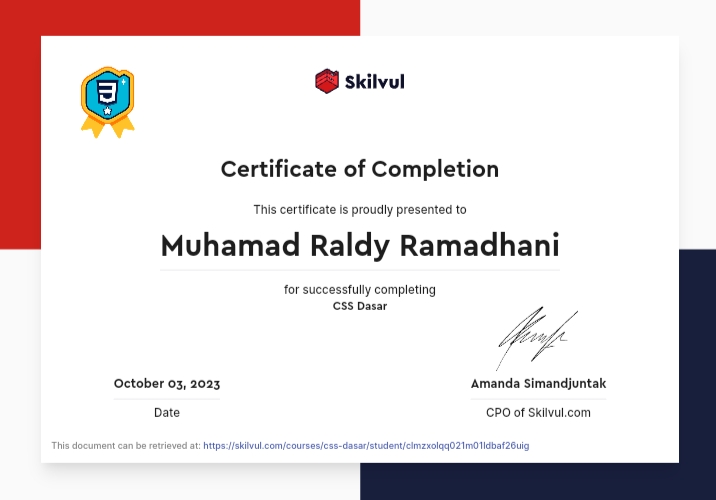 Skilvul
Certificate of Completion
This certificate is proudly presented to
Muhamad Raldy Ramadhani
for successfully completing
CSS Dasar
October 03, 2023
Date
Amanda Simandjuntak
CPO of Skilvul.com
This document can be retrieved at: https://skilvul.com/courses/css-dasar/student/clmzxolqq021m01ldbaf26uig